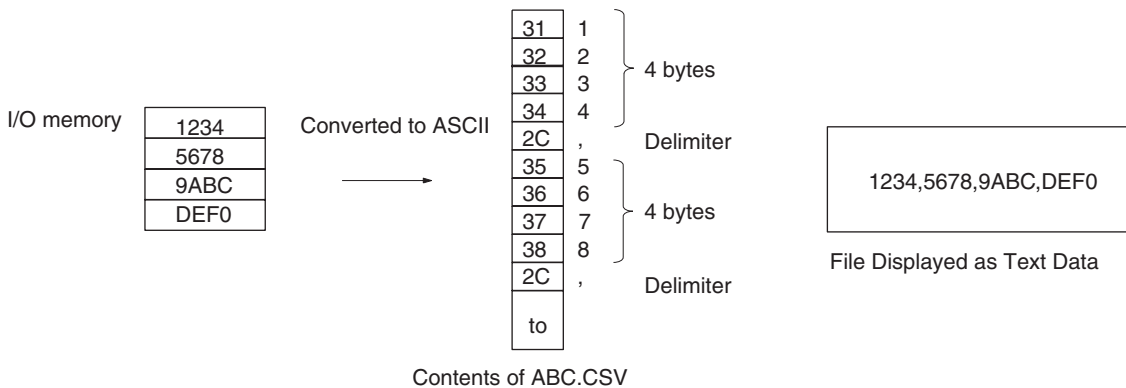 I/O memory
1234
5678
9ABC
DEF0
Converted to ASCII
31 1
32 2
33 3
34 4
4 bytes
2C ,
Delimiter
35 5
36 6
37 7
38 8
4 bytes
2C ,
Delimiter
to
Contents of ABC.CSV
1234,5678,9ABC,DEF0
File Displayed as Text Data